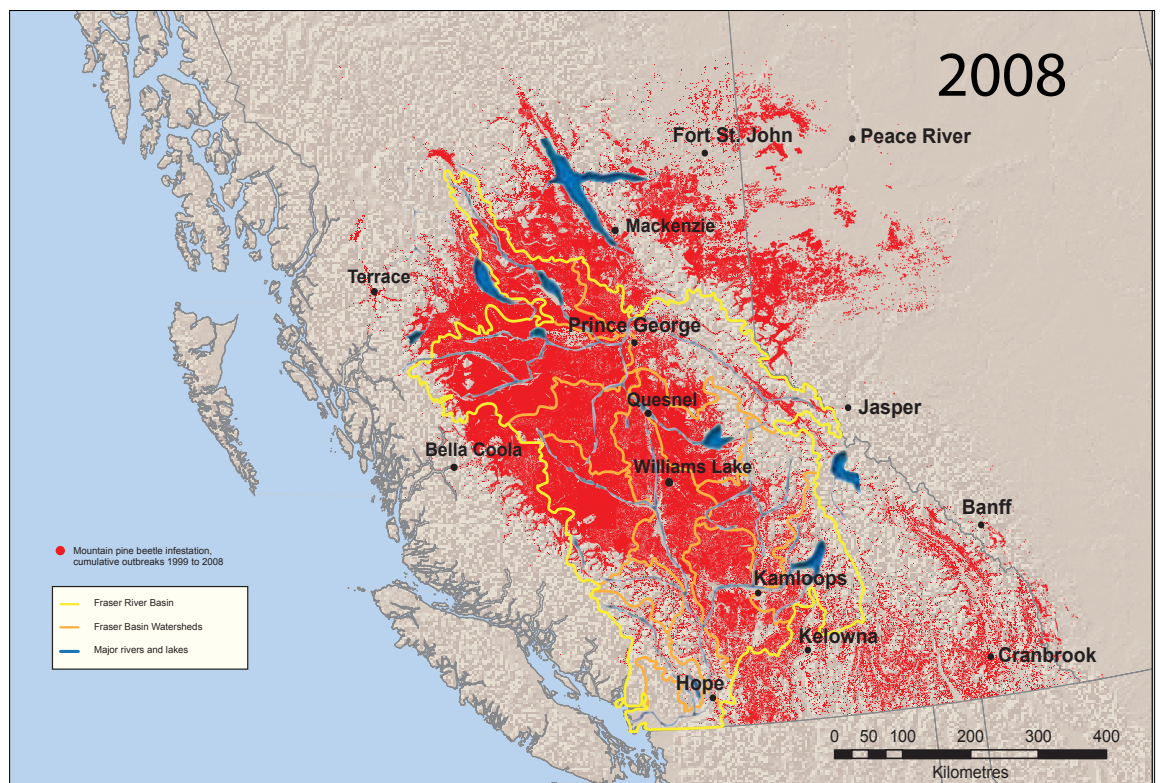 2008
Fort St. John
Peace River
Mackenzie
Terrace
Prince George
Quesnel
Jasper
Bella Coola
Williams Lake
Banff
Mountain pine beetle infestation,
cumulative outbreaks 1999 to 2008
Kamloops
Fraser River Basin
Fraser Basin Watersheds
Major rivers and lakes
Kelowna
Cranbrook
Hope
0 50 100 200 300 400
Kilometres